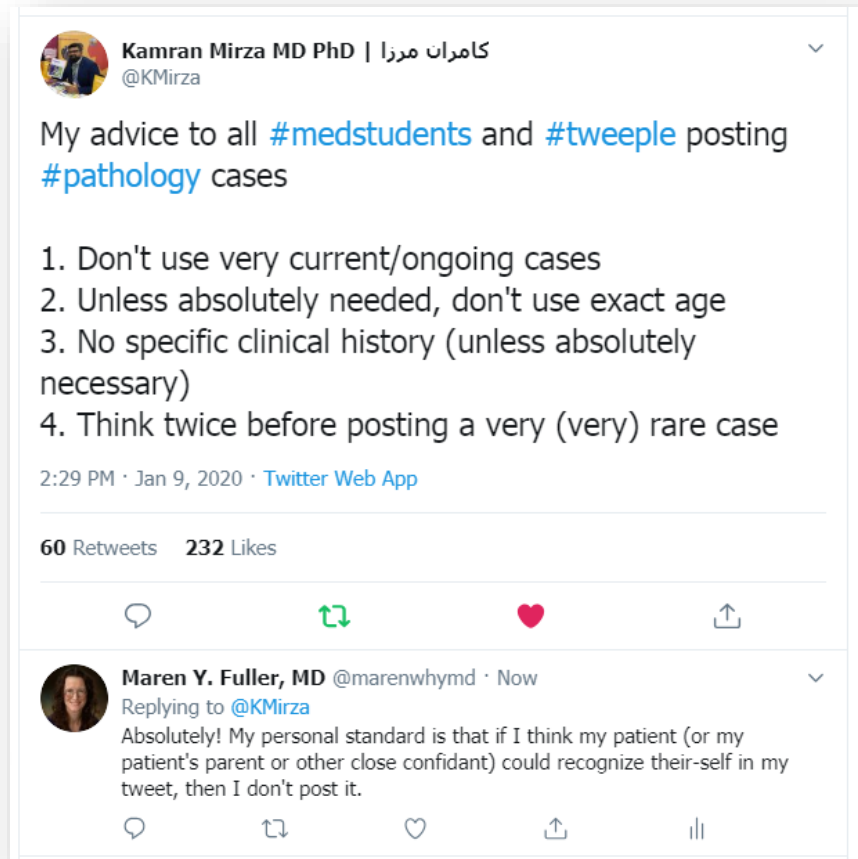 Kamran Mirza MD PhD | کامران مرزا
@KMirza
My advice to all #medstudents and #tweeple posting
#pathology cases
1. Don't use very current/ongoing cases
2. Unless absolutely needed, don't use exact age
3. No specific clinical history (unless absolutely
necessary)
4. Think twice before posting a very (very) rare case
2:29 PM · Jan 9, 2020 · Twitter Web App
60 Retweets 232 Likes
Maren Y. Fuller, MD @marenwhymd · Now
Replying to @KMirza
Absolutely! My personal standard is that if I think my patient (or my
patient's parent or other close confidant) could recognize their-self in my
tweet, then I don't post it.